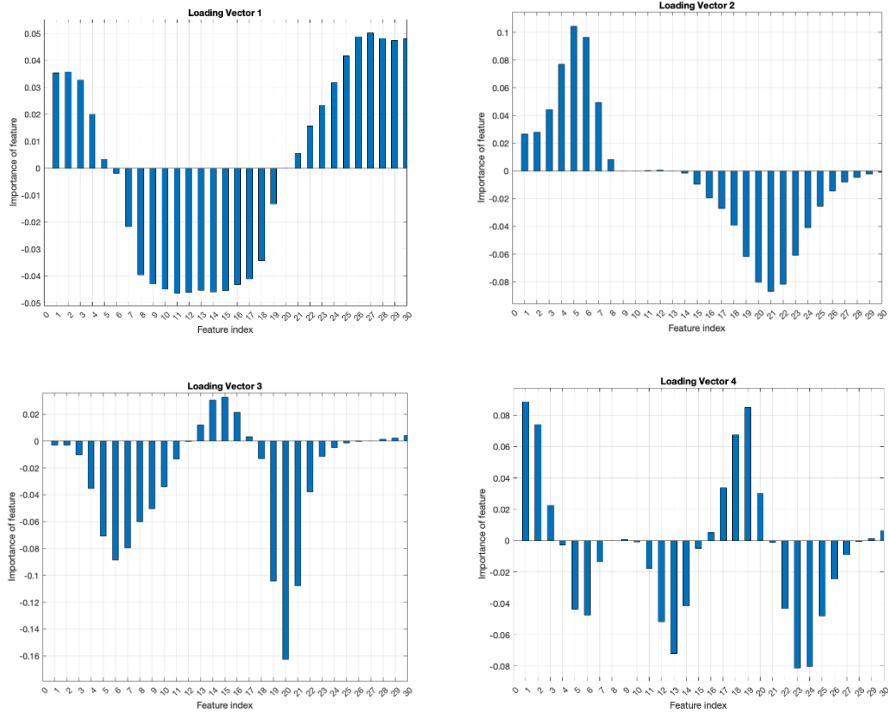 Loading Vector 1
Importance of feature
0.05
0.04
0.03
0.02
0.01
0
-0.01
-0.02
-0.03
-0.04
-0.05
0 1 2 3 4 5 6 7 8 9 10 11 12 13 14 15 16 17 18 19 20 21 22 23 24 25 26 27 28 29 30
Feature index
Loading Vector 2
Importance of feature
0.1
0.08
0.06
0.04
0.02
0
-0.02
-0.04
-0.06
-0.08
0 1 2 3 4 5 6 7 8 9 10 11 12 13 14 15 16 17 18 19 20 21 22 23 24 25 26 27 28 29 30
Feature index
Loading Vector 3
Importance of feature
0.02
0
-0.02
-0.04
-0.06
-0.08
-0.1
-0.12
-0.14
-0.16
0 1 2 3 4 5 6 7 8 9 10 11 12 13 14 15 16 17 18 19 20 21 22 23 24 25 26 27 28 29 30
Feature index
Loading Vector 4
Importance of feature
0.08
0.06
0.04
0.02
0
-0.02
-0.04
-0.06
-0.08
0 1 2 3 4 5 6 7 8 9 10 11 12 13 14 15 16 17 18 19 20 21 22 23 24 25 26 27 28 29 30
Feature index